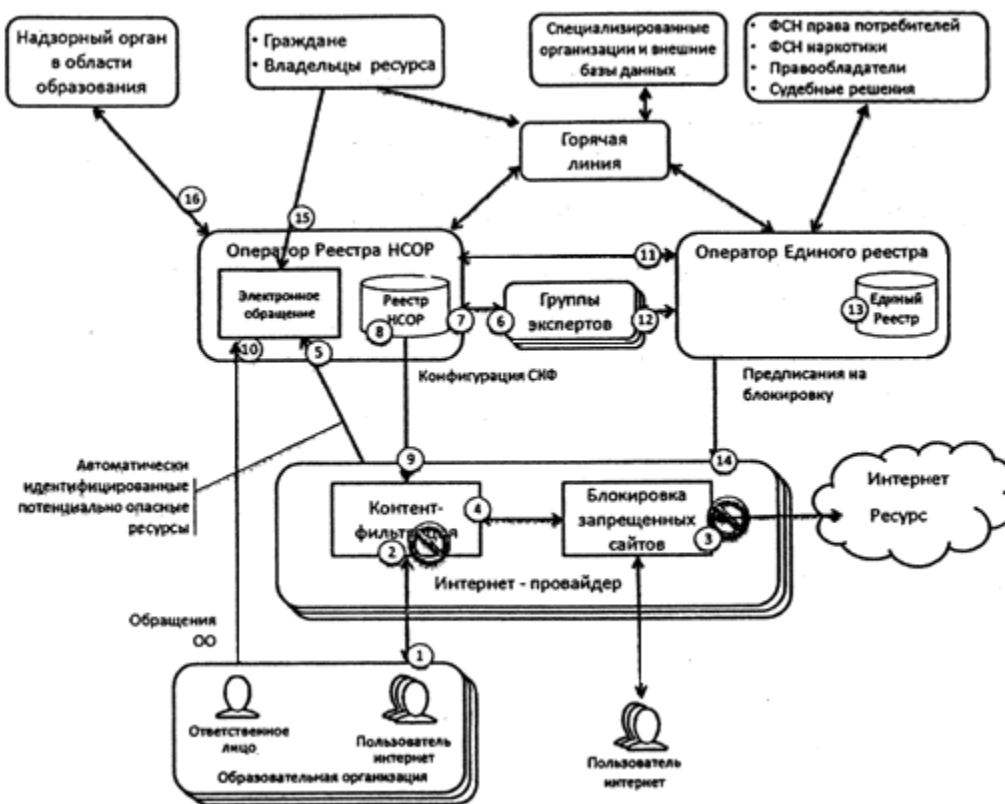 Надзорный орган
в области
образования
• Граждане
• Владельцы ресурса
Специализированные
организации и внешние
базы данных
• ФСН права потребителей
• ФСН наркотики
• Правообладатели
• Судебные решения
Горячая
линия
16
15
Оператор Реестра НСОР
11
Оператор Единого реестра
Электронное
обращение
Реестр
НСОР
8
7
6
Группы
экспертов
12
13
Единый
Реестр
10
5
Конфигурация СКФ
Предписания на
блокировку
Автоматически
идентифицированные
потенциально опасные
ресурсы
9
14
Контент-
фильтрация
2
4
Блокировка
запрещенных
сайтов
3
Интернет
Ресурс
Интернет - провайдер
Обращения
ОО
1
Ответственное
лицо
Пользователь
интернет
Образовательная организация
Пользователь
интернет